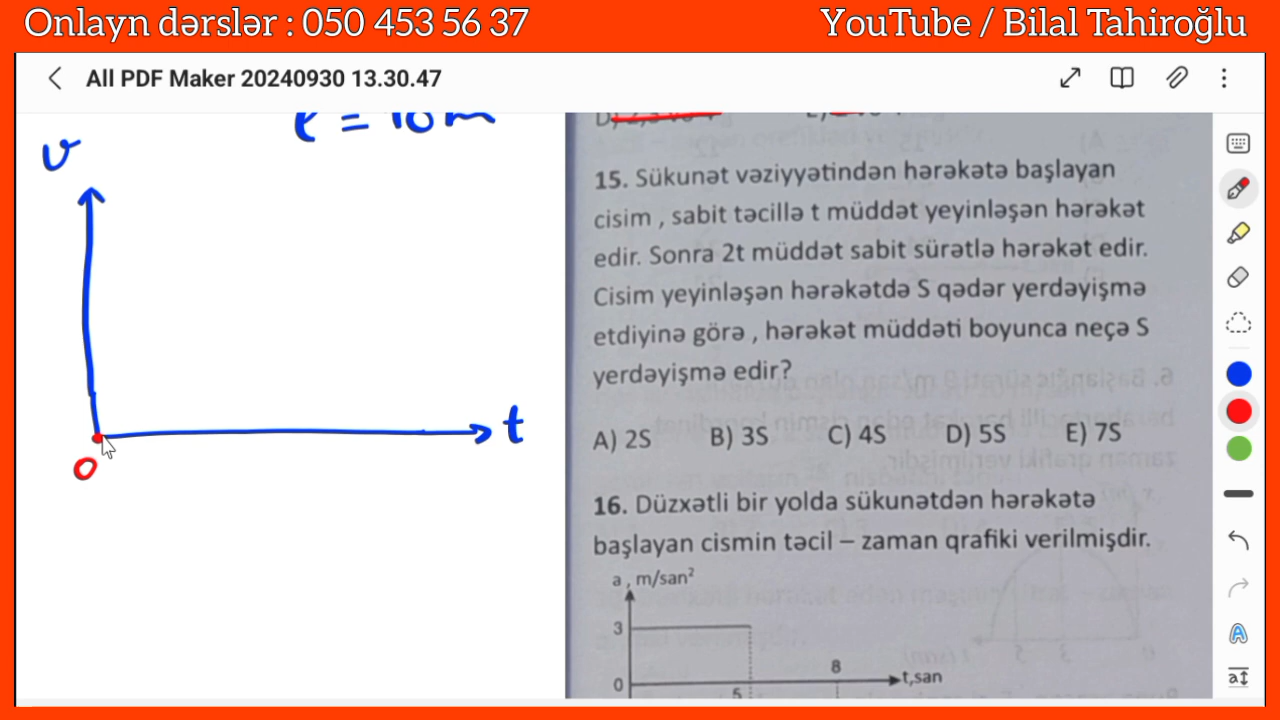 Onlayn dərslər : 050 453 56 37
YouTube / Bilal Tahiroğlu
All PDF Maker 20240930 13.30.47
v
t
0
15. Sükunət vəziyyətindən hərəkətə başlayan
cisim , sabit təcillə t müddət yeyinləşən hərəkət
edir. Sonra 2t müddət sabit sürətlə hərəkət edir.
Cisim yeyinləşən hərəkətdə S qədər yerdəyişmə
etdiyinə görə , hərəkət müddəti boyunca neçə S
yerdəyişmə edir?
A) 2S B) 3S C) 4S D) 5S E) 7S
16. Düzxətli bir yolda sükunətdən hərəkətə
başlayan cismin təcil – zaman qrafiki verilmişdir.
a , m/san²
3
8
0
t,san